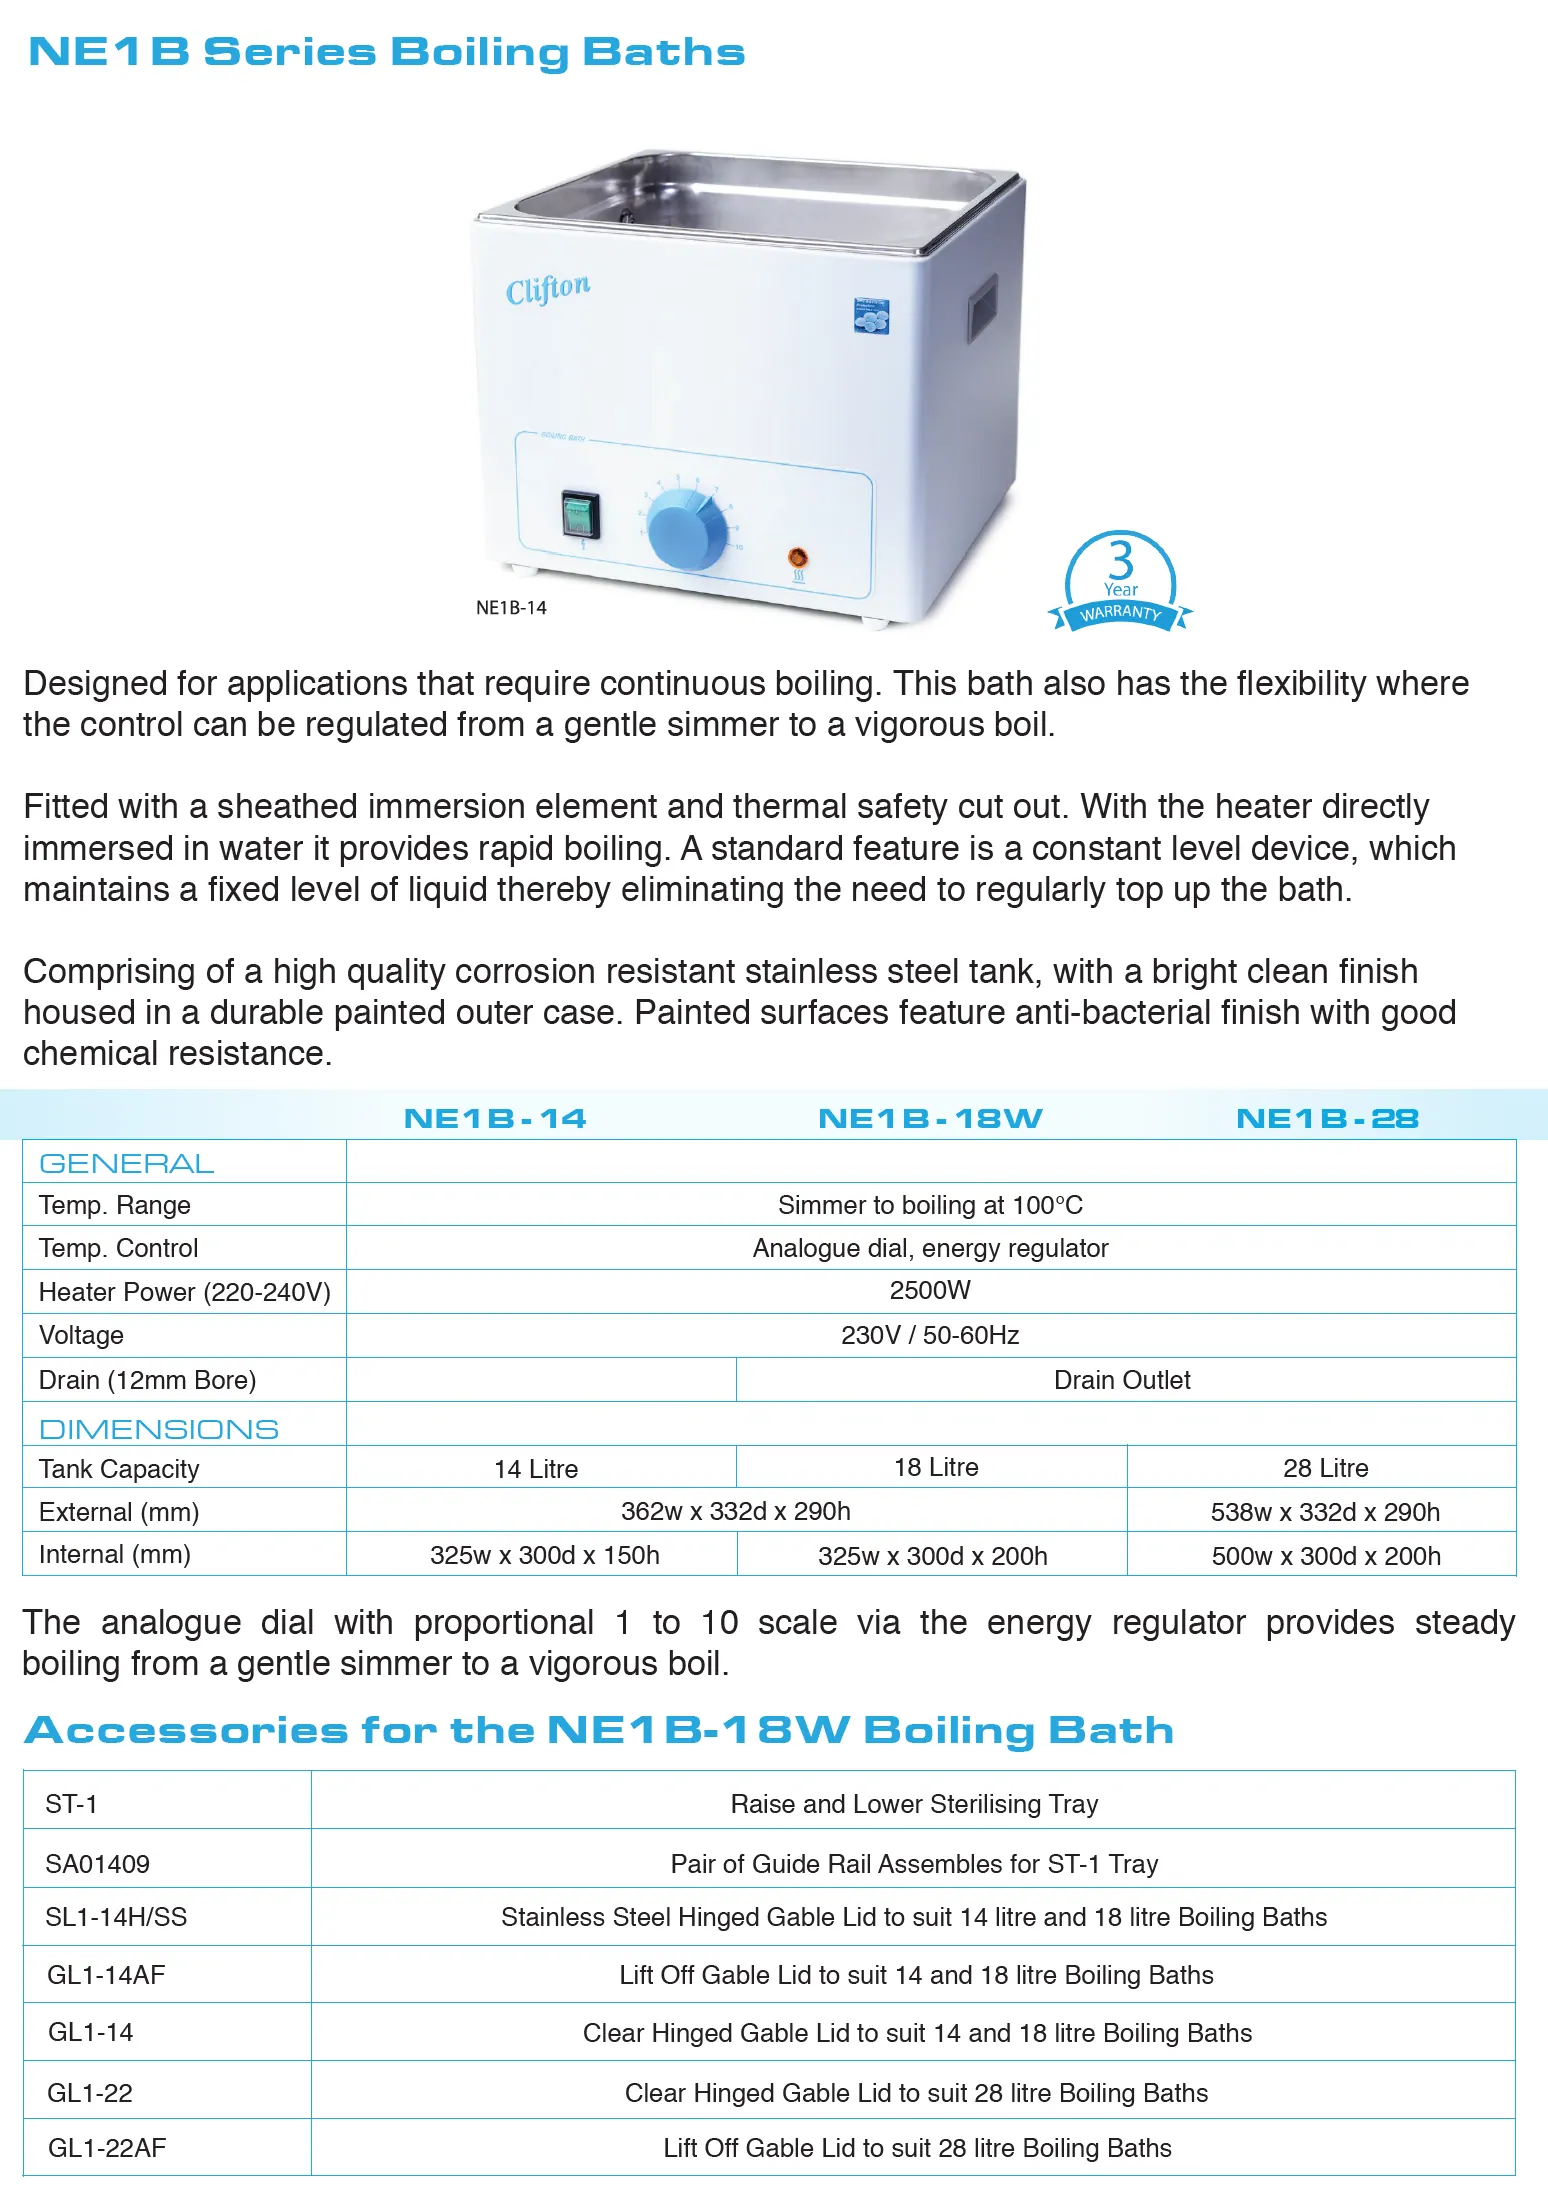 NE1B Series Boiling Baths
Clifton
BOILING BATH
1 2 3 4 5 6 7 8 9 10
NE1B-14
3
Year
WARRANTY
Designed for applications that require continuous boiling. This bath also has the flexibility where
the control can be regulated from a gentle simmer to a vigorous boil.
Fitted with a sheathed immersion element and thermal safety cut out. With the heater directly
immersed in water it provides rapid boiling. A standard feature is a constant level device, which
maintains a fixed level of liquid thereby eliminating the need to regularly top up the bath.
Comprising of a high quality corrosion resistant stainless steel tank, with a bright clean finish
housed in a durable painted outer case. Painted surfaces feature anti-bacterial finish with good
chemical resistance.
NE1B-14 NE1B-18W NE1B-28
GENERAL
Temp. Range Simmer to boiling at 100°C
Temp. Control Analogue dial, energy regulator
Heater Power (220-240V) 2500W
Voltage 230V / 50-60Hz
Drain (12mm Bore) Drain Outlet
DIMENSIONS
Tank Capacity 14 Litre 18 Litre 28 Litre
External (mm) 362w x 332d x 290h 538w x 332d x 290h
Internal (mm) 325w x 300d x 150h 325w x 300d x 200h 500w x 300d x 200h
The analogue dial with proportional 1 to 10 scale via the energy regulator provides steady
boiling from a gentle simmer to a vigorous boil.
Accessories for the NE1B-18W Boiling Bath
ST-1 Raise and Lower Sterilising Tray
SA01409 Pair of Guide Rail Assembles for ST-1 Tray
SL1-14H/SS Stainless Steel Hinged Gable Lid to suit 14 litre and 18 litre Boiling Baths
GL1-14AF Lift Off Gable Lid to suit 14 and 18 litre Boiling Baths
GL1-14 Clear Hinged Gable Lid to suit 14 and 18 litre Boiling Baths
GL1-22 Clear Hinged Gable Lid to suit 28 litre Boiling Baths
GL1-22AF Lift Off Gable Lid to suit 28 litre Boiling Baths